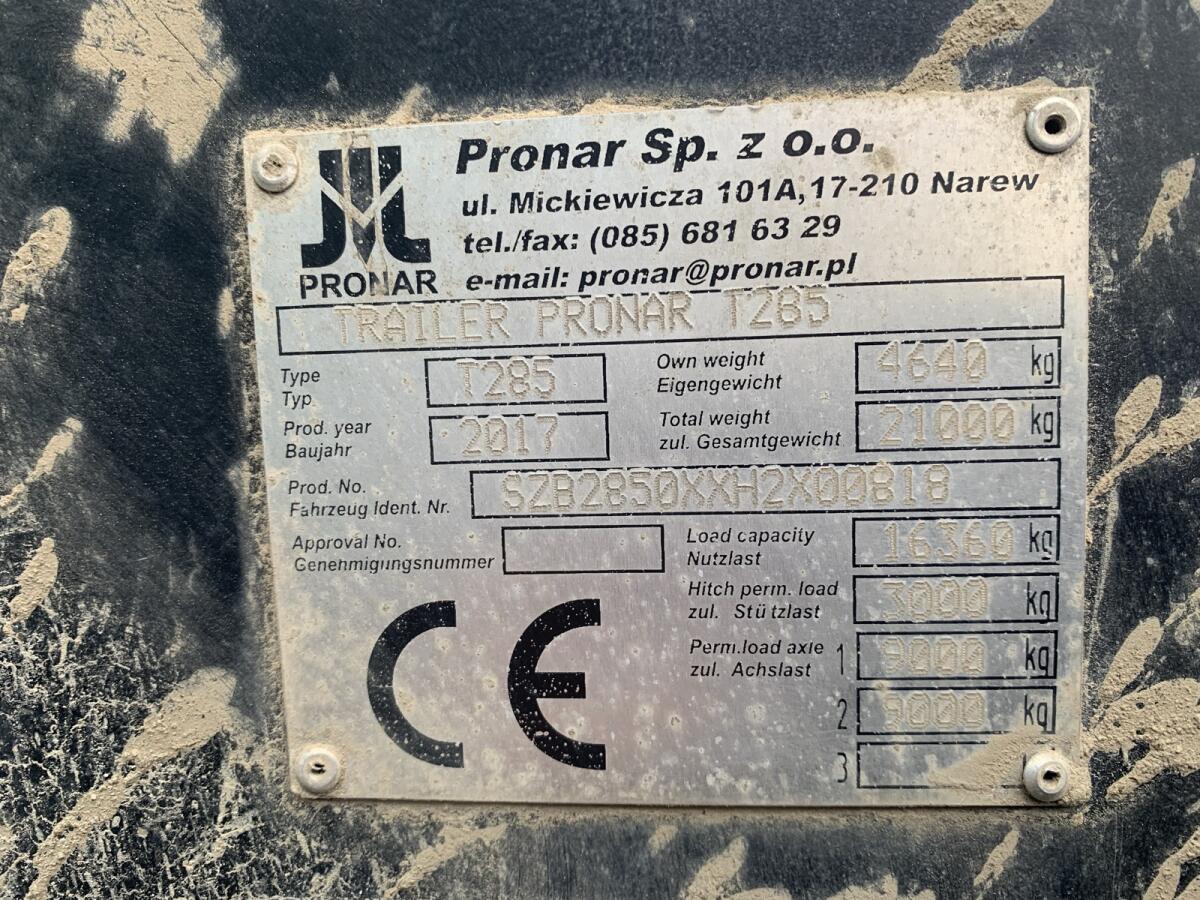 Pronar Sp. z o.o.
ul. Mickiewicza 101A,17-210 Narew
tel./fax: (085) 681 63 29
e-mail: pronar@pronar.pl
PRONAR
TRAILER PRONAR T285
Type
Typ
T285
Own weight
Eigengewicht
4640 kg
Prod. year
Baujahr
2017
Total weight
zul. Gesamtgewicht
21000 kg
Prod. No.
Fahrzeug Ident. Nr.
SZB2850XXH2X00818
Approval No.
Genehmigungsnummer
Load capacity
Nutzlast
16360 kg
Hitch perm. load
zul. Stützlast
3000 kg
Perm.load axle
zul. Achslast
1 9000 kg
2 9000 kg
3
CE